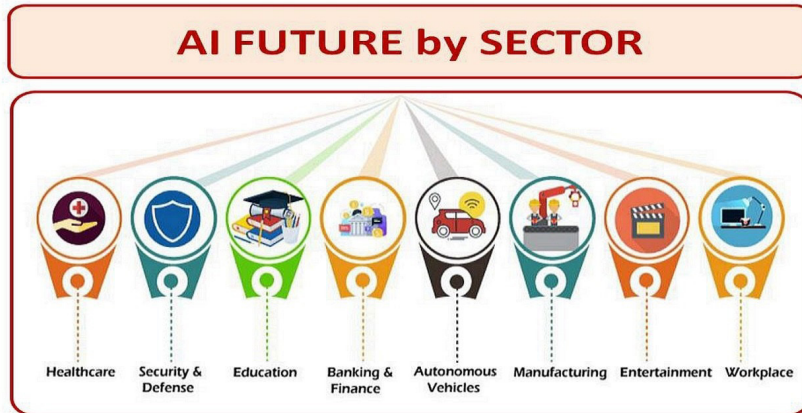 AI FUTURE by SECTOR
Healthcare
Security &
Defense
Education
Banking &
Finance
Autonomous
Vehicles
Manufacturing
Entertainment
Workplace